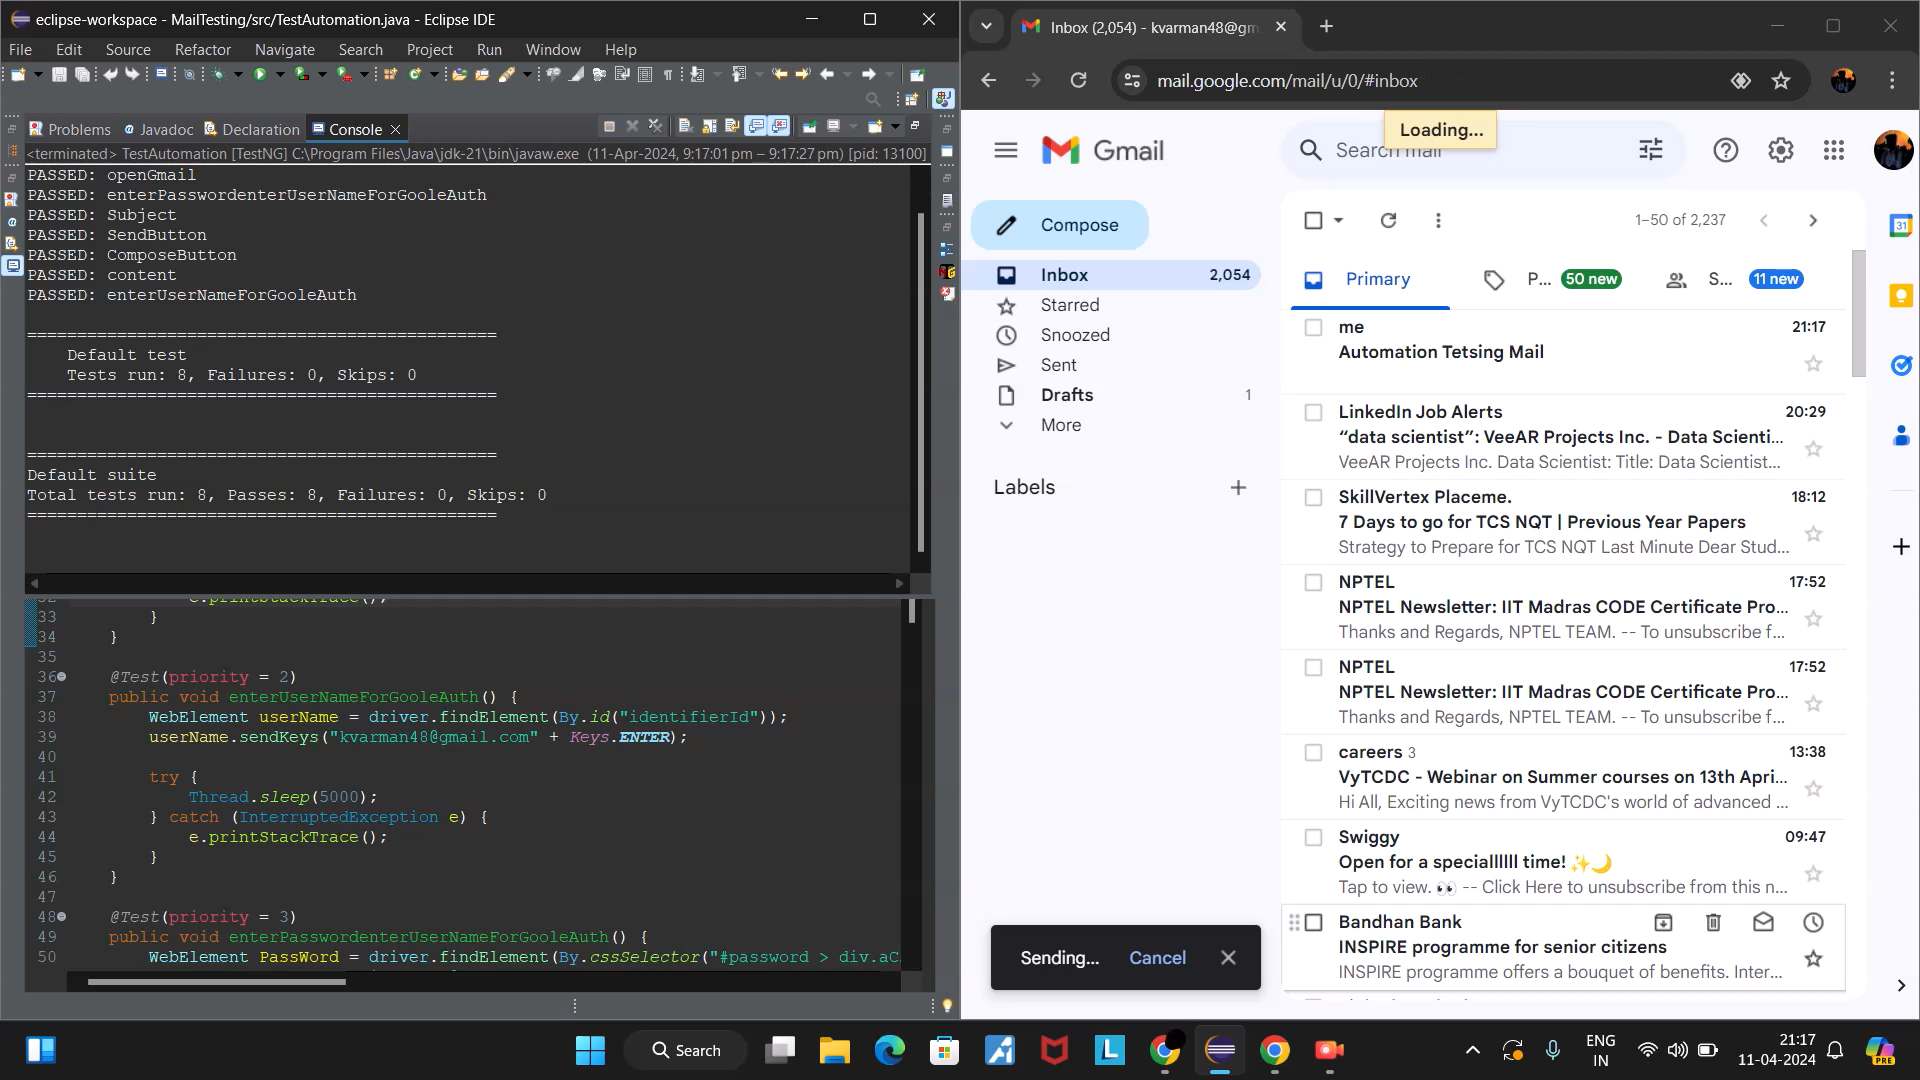 eclipse-workspace - MailTesting/src/TestAutomation.java - Eclipse IDE
File Edit Source Refactor Navigate Search Project Run Window Help
Problems Javadoc Declaration Console
<terminated> TestAutomation [TestNG] C:\Program Files\Java\jdk-21\bin\javaw.exe (11-Apr-2024, 9:17:01 pm – 9:17:27 pm) [pid: 13100]
PASSED: openGmail
PASSED: enterPasswordenterUserNameForGooleAuth
PASSED: Subject
PASSED: SendButton
PASSED: ComposeButton
PASSED: content
PASSED: enterUserNameForGooleAuth
===============================================
Default test
Tests run: 8, Failures: 0, Skips: 0
===============================================
===============================================
Default suite
Total tests run: 8, Passes: 8, Failures: 0, Skips: 0
===============================================
32 e.printStackTrace();
33 }
34 }
35
36 @Test(priority = 2)
37 public void enterUserNameForGooleAuth() {
38 WebElement userName = driver.findElement(By.id("identifierId"));
39 userName.sendKeys("kvarman48@gmail.com" + Keys.ENTER);
40
41 try {
42 Thread.sleep(5000);
43 } catch (InterruptedException e) {
44 e.printStackTrace();
45 }
46 }
47
48 @Test(priority = 3)
49 public void enterPasswordenterUserNameForGooleAuth() {
50 WebElement PassWord = driver.findElement(By.cssSelector("#password > div.aC
Inbox (2,054) - kvarman48@gm
mail.google.com/mail/u/0/#inbox
Loading...
Gmail
Search mail
Compose
Inbox 2,054
Starred
Snoozed
Sent
Drafts 1
More
Labels
1–50 of 2,237
Primary P... 50 new S... 11 new
me 21:17
Automation Tetsing Mail
LinkedIn Job Alerts 20:29
“data scientist”: VeeAR Projects Inc. - Data Scienti...
VeeAR Projects Inc. Data Scientist: Title: Data Scientist...
SkillVertex Placeme. 18:12
7 Days to go for TCS NQT | Previous Year Papers
Strategy to Prepare for TCS NQT Last Minute Dear Stud...
NPTEL 17:52
NPTEL Newsletter: IIT Madras CODE Certificate Pro...
Thanks and Regards, NPTEL TEAM. -- To unsubscribe f...
NPTEL 17:52
NPTEL Newsletter: IIT Madras CODE Certificate Pro...
Thanks and Regards, NPTEL TEAM. -- To unsubscribe f...
careers 3 13:38
VyTCDC - Webinar on Summer courses on 13th Apri...
Hi All, Exciting news from VyTCDC's world of advanced ...
Swiggy 09:47
Open for a speciallllll time! ✨🌙
Tap to view. 👀 -- Click Here to unsubscribe from this n...
Bandhan Bank
INSPIRE programme for senior citizens
INSPIRE programme offers a bouquet of benefits. Inter...
Sending... Cancel
31
Search
ENG
IN
21:17
11-04-2024
PRE